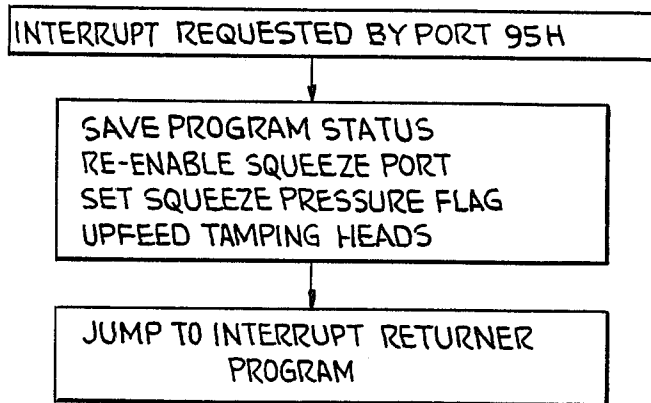 INTERRUPT REQUESTED BY PORT 95H
SAVE PROGRAM STATUS
RE-ENABLE SQUEEZE PORT
SET SQUEEZE PRESSURE FLAG
UPFEED TAMPING HEADS
JUMP TO INTERRUPT RETURNER
PROGRAM